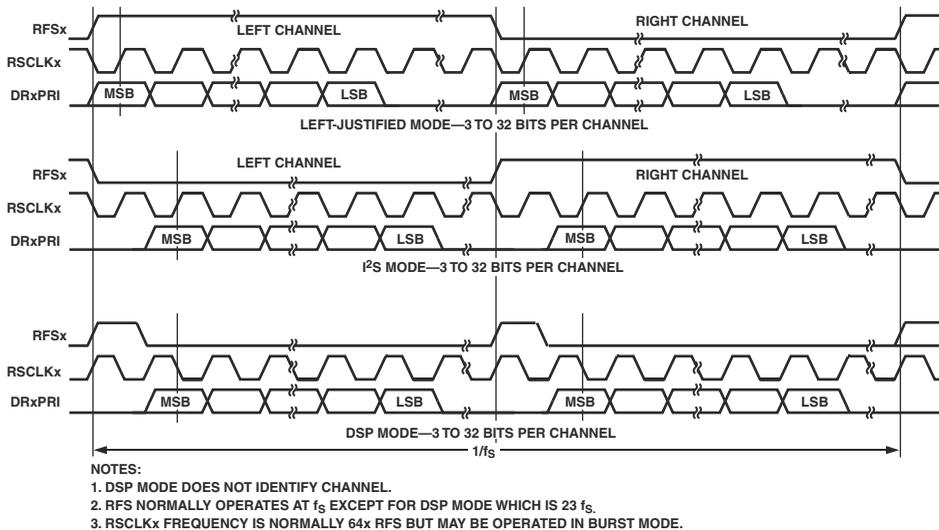 RFSx
LEFT CHANNEL
RIGHT CHANNEL
RSCLKx
DRxPRI
MSB
LSB
MSB
LSB
LEFT-JUSTIFIED MODE—3 TO 32 BITS PER CHANNEL
RFSx
LEFT CHANNEL
RIGHT CHANNEL
RSCLKx
DRxPRI
MSB
LSB
MSB
LSB
I²S MODE—3 TO 32 BITS PER CHANNEL
RFSx
RSCLKx
DRxPRI
MSB
LSB
MSB
LSB
DSP MODE—3 TO 32 BITS PER CHANNEL
1/fS
NOTES:
1. DSP MODE DOES NOT IDENTIFY CHANNEL.
2. RFS NORMALLY OPERATES AT fS EXCEPT FOR DSP MODE WHICH IS 23 fS.
3. RSCLKx FREQUENCY IS NORMALLY 64x RFS BUT MAY BE OPERATED IN BURST MODE.